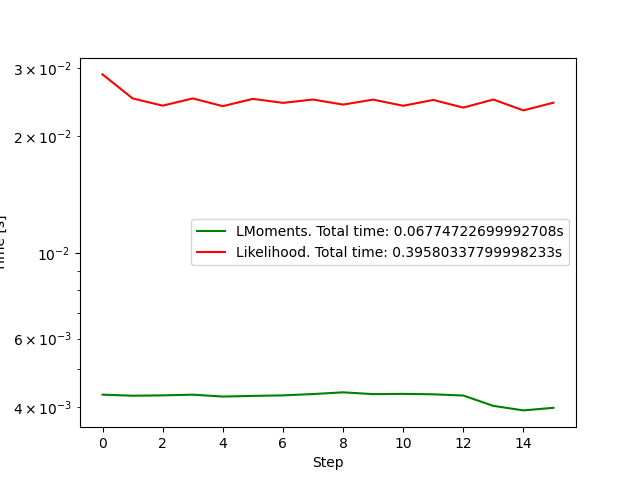 3 × 10⁻²
2 × 10⁻²
10⁻²
6 × 10⁻³
4 × 10⁻³
LMoments. Total time: 0.06774722699992708s
Likelihood. Total time: 0.39580337799998233s
0 2 4 6 8 10 12 14
Step